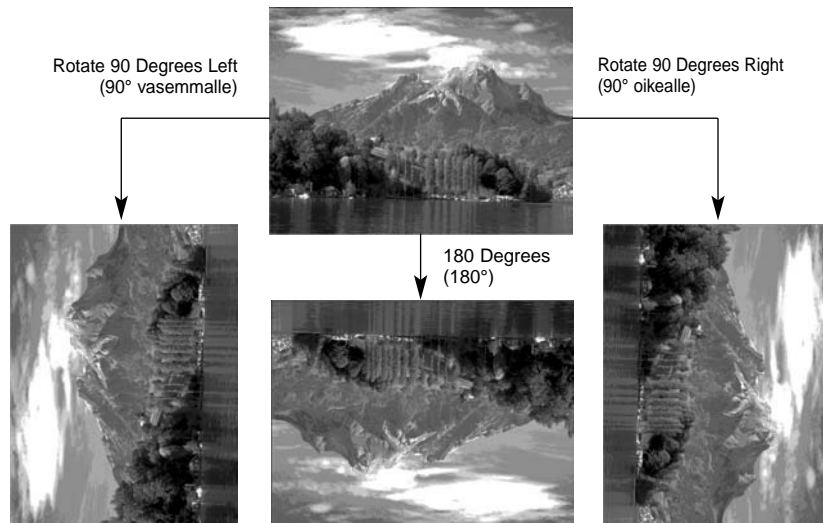 Rotate 90 Degrees Left
(90° vasemmalle)
Rotate 90 Degrees Right
(90° oikealle)
180 Degrees
(180°)